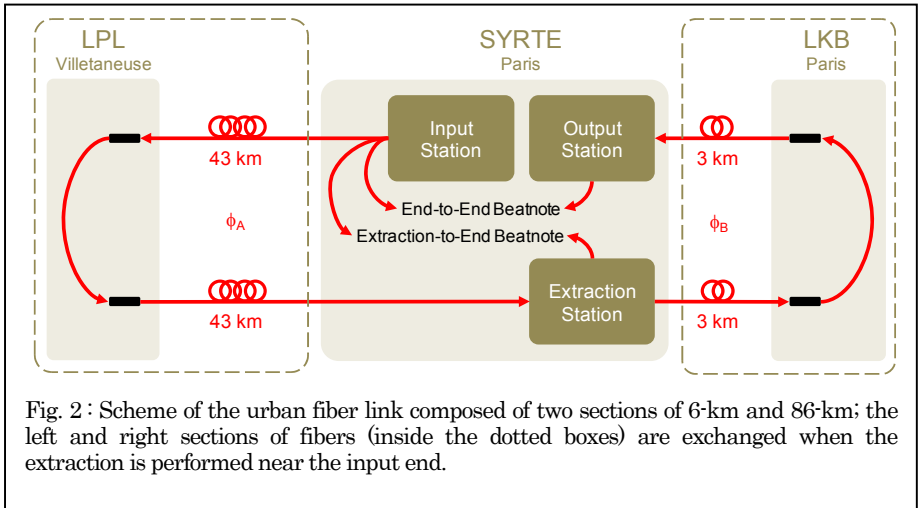 LPL
Villetaneuse
SYRTE
Paris
LKB
Paris
Input
Station
Output
Station
43 km
3 km
End-to-End Beatnote
Extraction-to-End Beatnote
ϕA
ϕB
Extraction
Station
43 km
3 km
Fig. 2 : Scheme of the urban fiber link composed of two sections of 6-km and 86-km; the
left and right sections of fibers (inside the dotted boxes) are exchanged when the
extraction is performed near the input end.